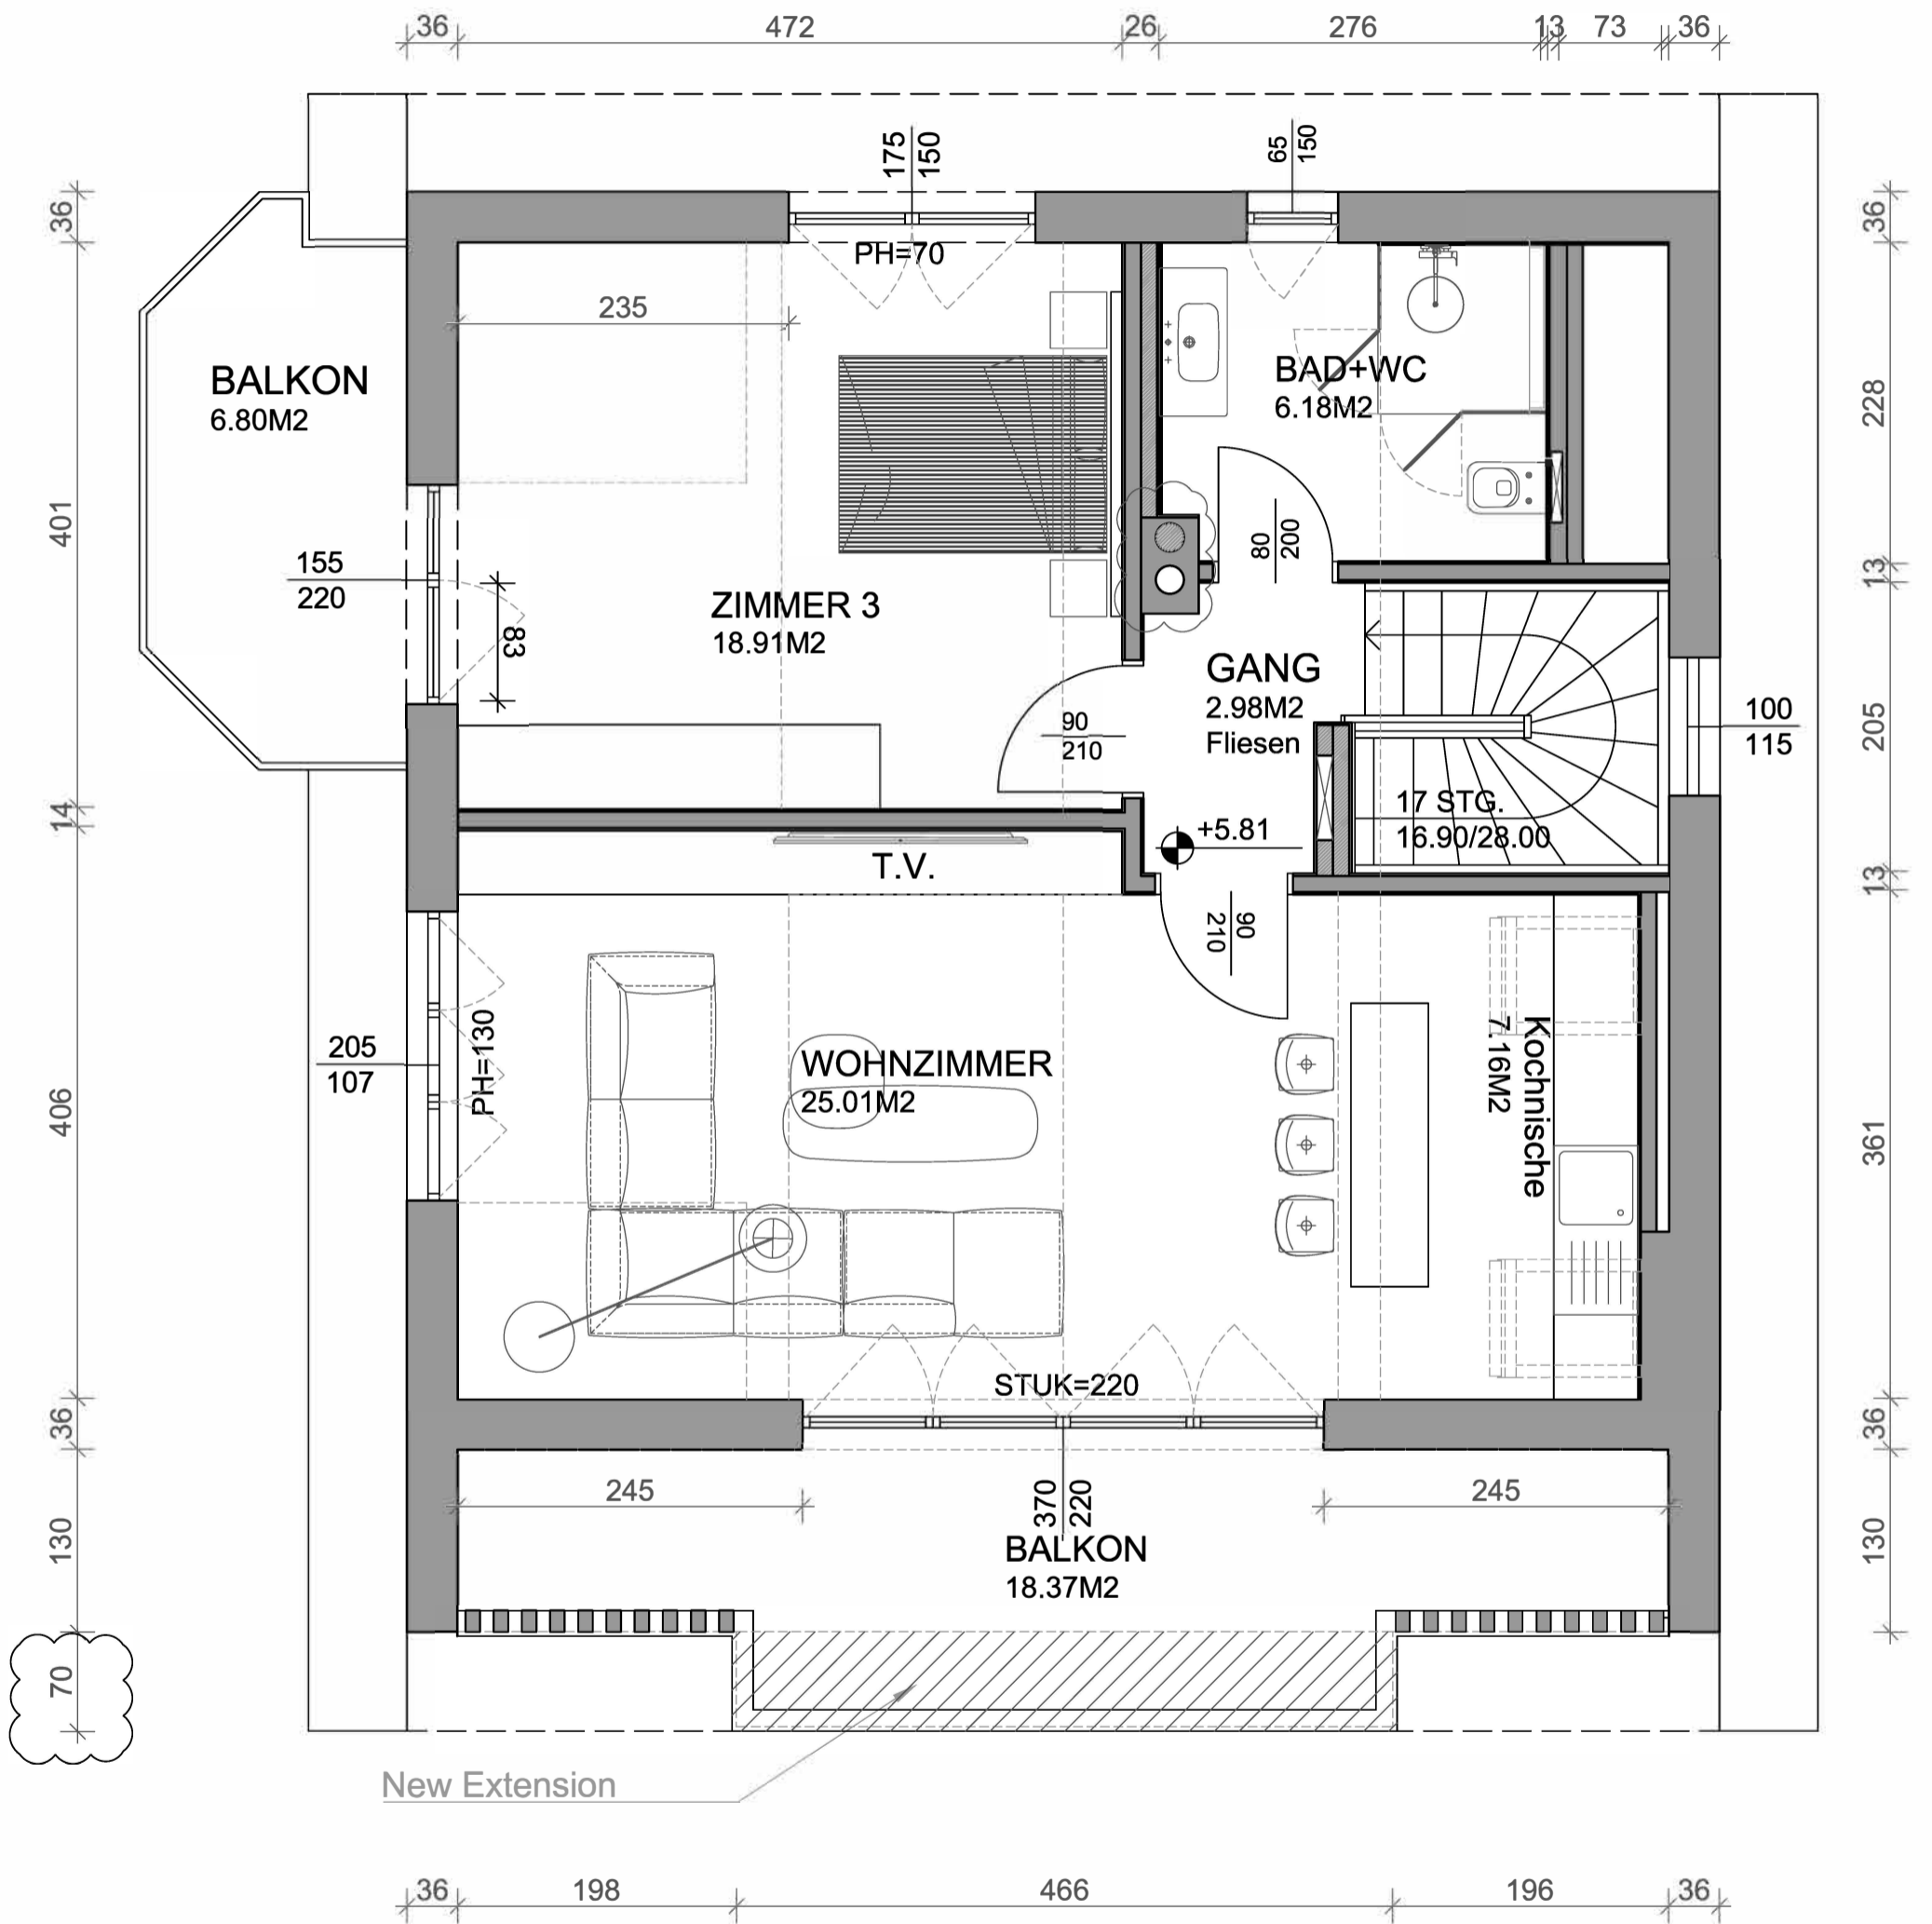 36 472 26 276 13 73 36
175
150
65
150
PH=70
36
36
235
BALKON
6.80M2
BAD+WC
6.18M2
228
401
80
200
155
220
83
ZIMMER 3
18.91M2
13
GANG
2.98M2
Fliesen
90
210
100
115
205
14
17 STG.
16.90/28.00
+5.81
T.V.
13
90
210
205
107
PH=130
WOHNZIMMER
25.01M2
Kochnische
7.16M2
406
361
STUK=220
36
36
245
370
220
245
BALKON
18.37M2
130
130
70
New Extension
36 198 466 196 36